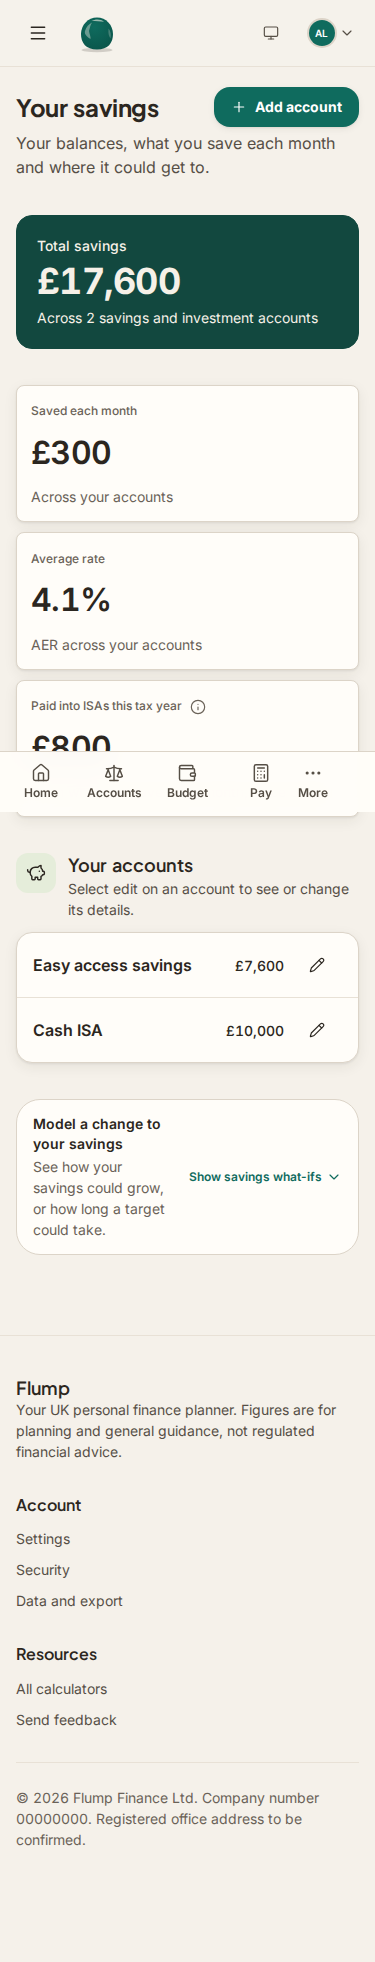 AL
Your savings
Add account
Your balances, what you save each month
and where it could get to.
Total savings
£17,600
Across 2 savings and investment accounts
Saved each month
£300
Across your accounts
Average rate
4.1%
AER across your accounts
Paid into ISAs this tax year
£800
Home
Accounts
Budget
Pay
More
Your accounts
Select edit on an account to see or change
its details.
Easy access savings
£7,600
Cash ISA
£10,000
Model a change to
your savings
See how your
savings could grow,
or how long a target
could take.
Show savings what-ifs
Flump
Your UK personal finance planner. Figures are for
planning and general guidance, not regulated
financial advice.
Account
Settings
Security
Data and export
Resources
All calculators
Send feedback
© 2026 Flump Finance Ltd. Company number
00000000. Registered office address to be
confirmed.